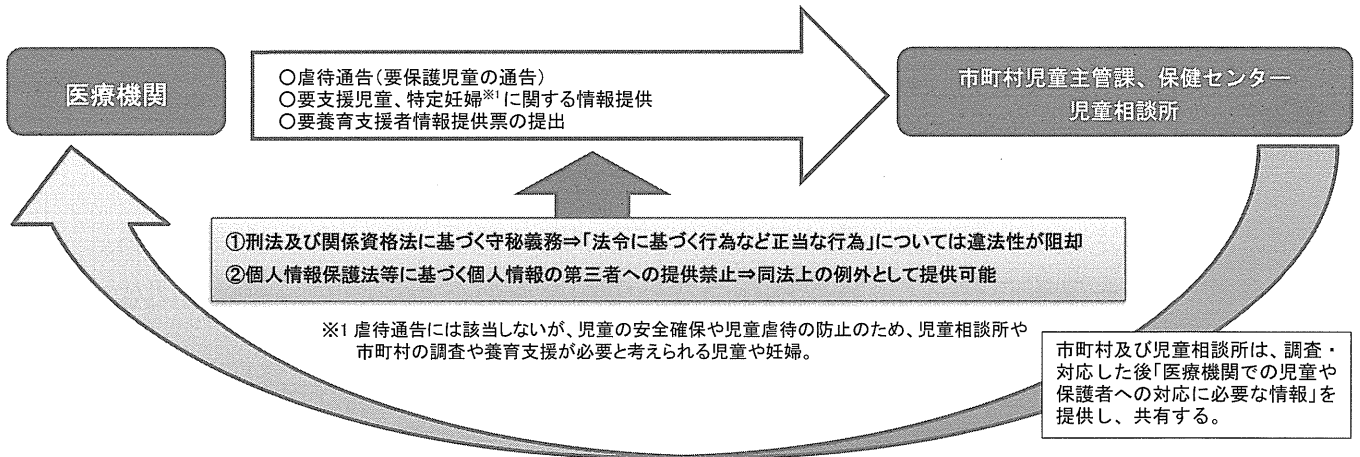 医療機関
○虐待通告(要保護児童の通告)
○要支援児童、特定妊婦※1に関する情報提供
○要養育支援者情報提供票の提出
市町村児童主管課、保健センター
児童相談所
①刑法及び関係資格法に基づく守秘義務⇒「法令に基づく行為など正当な行為」については違法性が阻却
②個人情報保護法等に基づく個人情報の第三者への提供禁止⇒同法上の例外として提供可能
※1 虐待通告には該当しないが、児童の安全確保や児童虐待の防止のため、児童相談所や
市町村の調査や養育支援が必要と考えられる児童や妊婦。
市町村及び児童相談所は、調査・
対応した後「医療機関での児童や
保護者への対応に必要な情報」を
提供し、共有する。